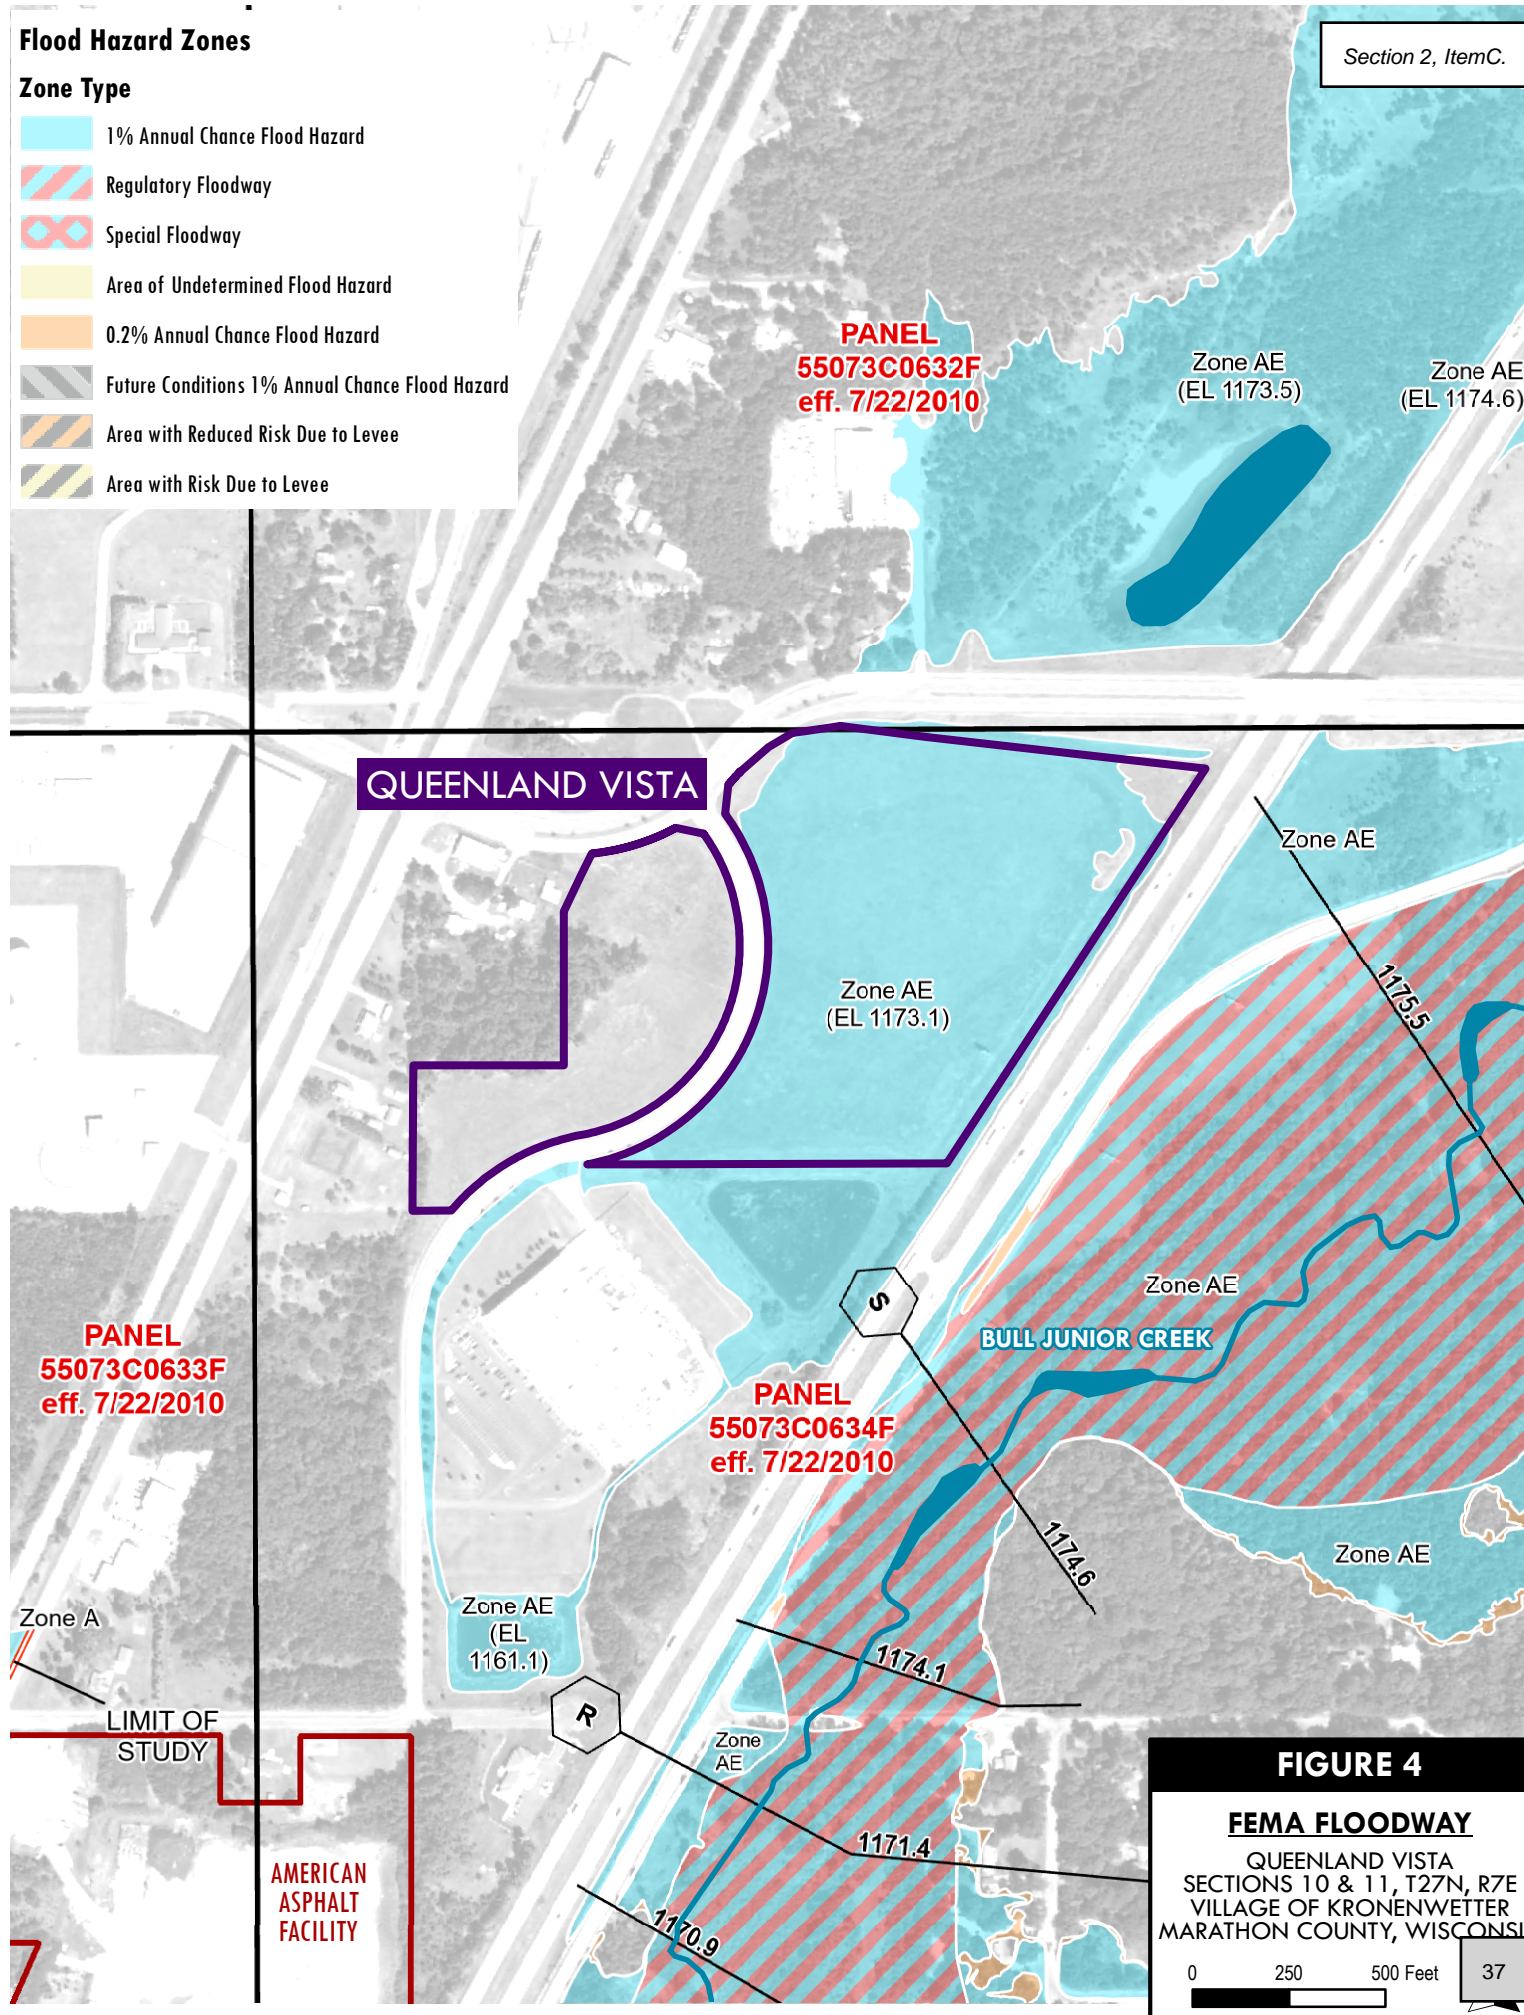 Flood Hazard Zones
Section 2, ItemC.
Zone Type
1% Annual Chance Flood Hazard
Regulatory Floodway
Special Floodway
Area of Undetermined Flood Hazard
0.2% Annual Chance Flood Hazard
Future Conditions 1% Annual Chance Flood Hazard
Area with Reduced Risk Due to Levee
Area with Risk Due to Levee
PANEL
55073C0632F
eff. 7/22/2010
Zone AE
(EL 1173.5)
Zone AE
(EL 1174.6)
QUEENLAND VISTA
Zone AE
Zone AE
(EL 1173.1)
1175.5
Zone AE
S
BULL JUNIOR CREEK
PANEL
55073C0633F
eff. 7/22/2010
PANEL
55073C0634F
eff. 7/22/2010
1174.6
Zone AE
Zone AE
(EL
1161.1)
Zone A
1174.1
LIMIT OF
STUDY
R
Zone
AE
1171.4
AMERICAN
ASPHALT
FACILITY
1170.9
FIGURE 4
FEMA FLOODWAY
QUEENLAND VISTA
SECTIONS 10 & 11, T27N, R7E
VILLAGE OF KRONENWETTER
MARATHON COUNTY, WISCONSI
0 250 500 Feet
37